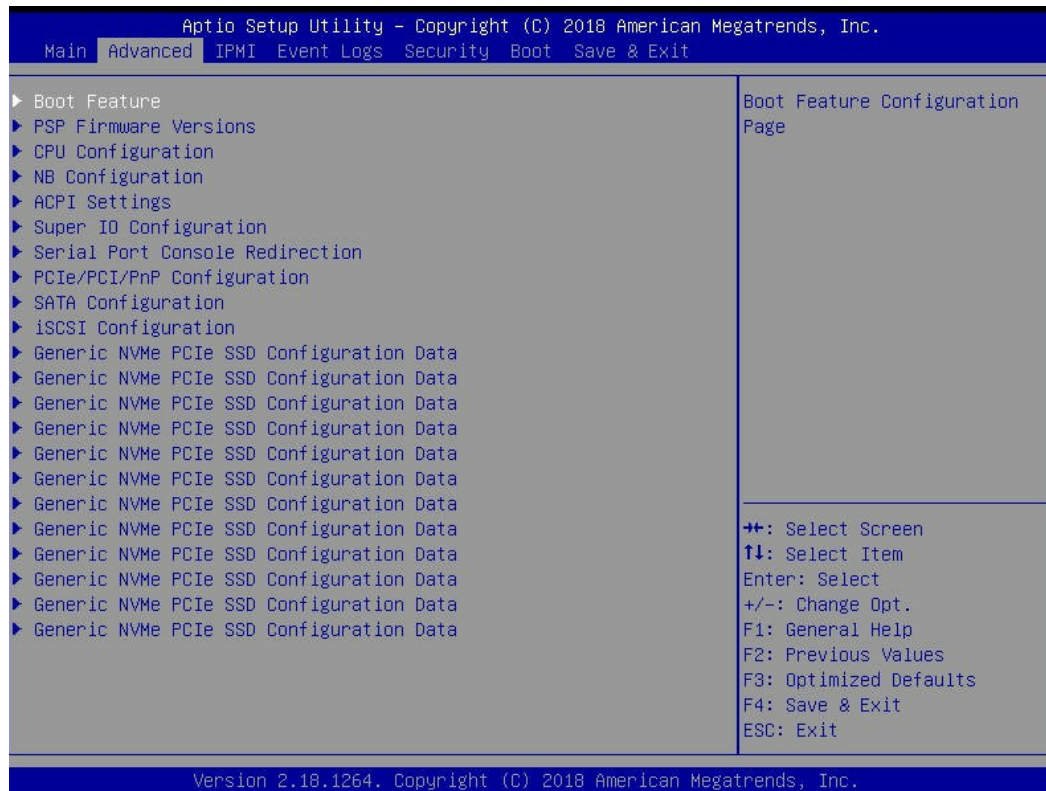 Aptio Setup Utility – Copyright (C) 2018 American Megatrends, Inc.
Main Advanced IPMI Event Logs Security Boot Save & Exit
Boot Feature
PSP Firmware Versions
CPU Configuration
NB Configuration
ACPI Settings
Super IO Configuration
Serial Port Console Redirection
PCIe/PCI/PnP Configuration
SATA Configuration
iSCSI Configuration
Generic NVMe PCIe SSD Configuration Data
Generic NVMe PCIe SSD Configuration Data
Generic NVMe PCIe SSD Configuration Data
Generic NVMe PCIe SSD Configuration Data
Generic NVMe PCIe SSD Configuration Data
Generic NVMe PCIe SSD Configuration Data
Generic NVMe PCIe SSD Configuration Data
Generic NVMe PCIe SSD Configuration Data
Generic NVMe PCIe SSD Configuration Data
Generic NVMe PCIe SSD Configuration Data
Generic NVMe PCIe SSD Configuration Data
Generic NVMe PCIe SSD Configuration Data
Boot Feature Configuration
Page
→←: Select Screen
↑↓: Select Item
Enter: Select
+/-: Change Opt.
F1: General Help
F2: Previous Values
F3: Optimized Defaults
F4: Save & Exit
ESC: Exit
Version 2.18.1264. Copyright (C) 2018 American Megatrends, Inc.